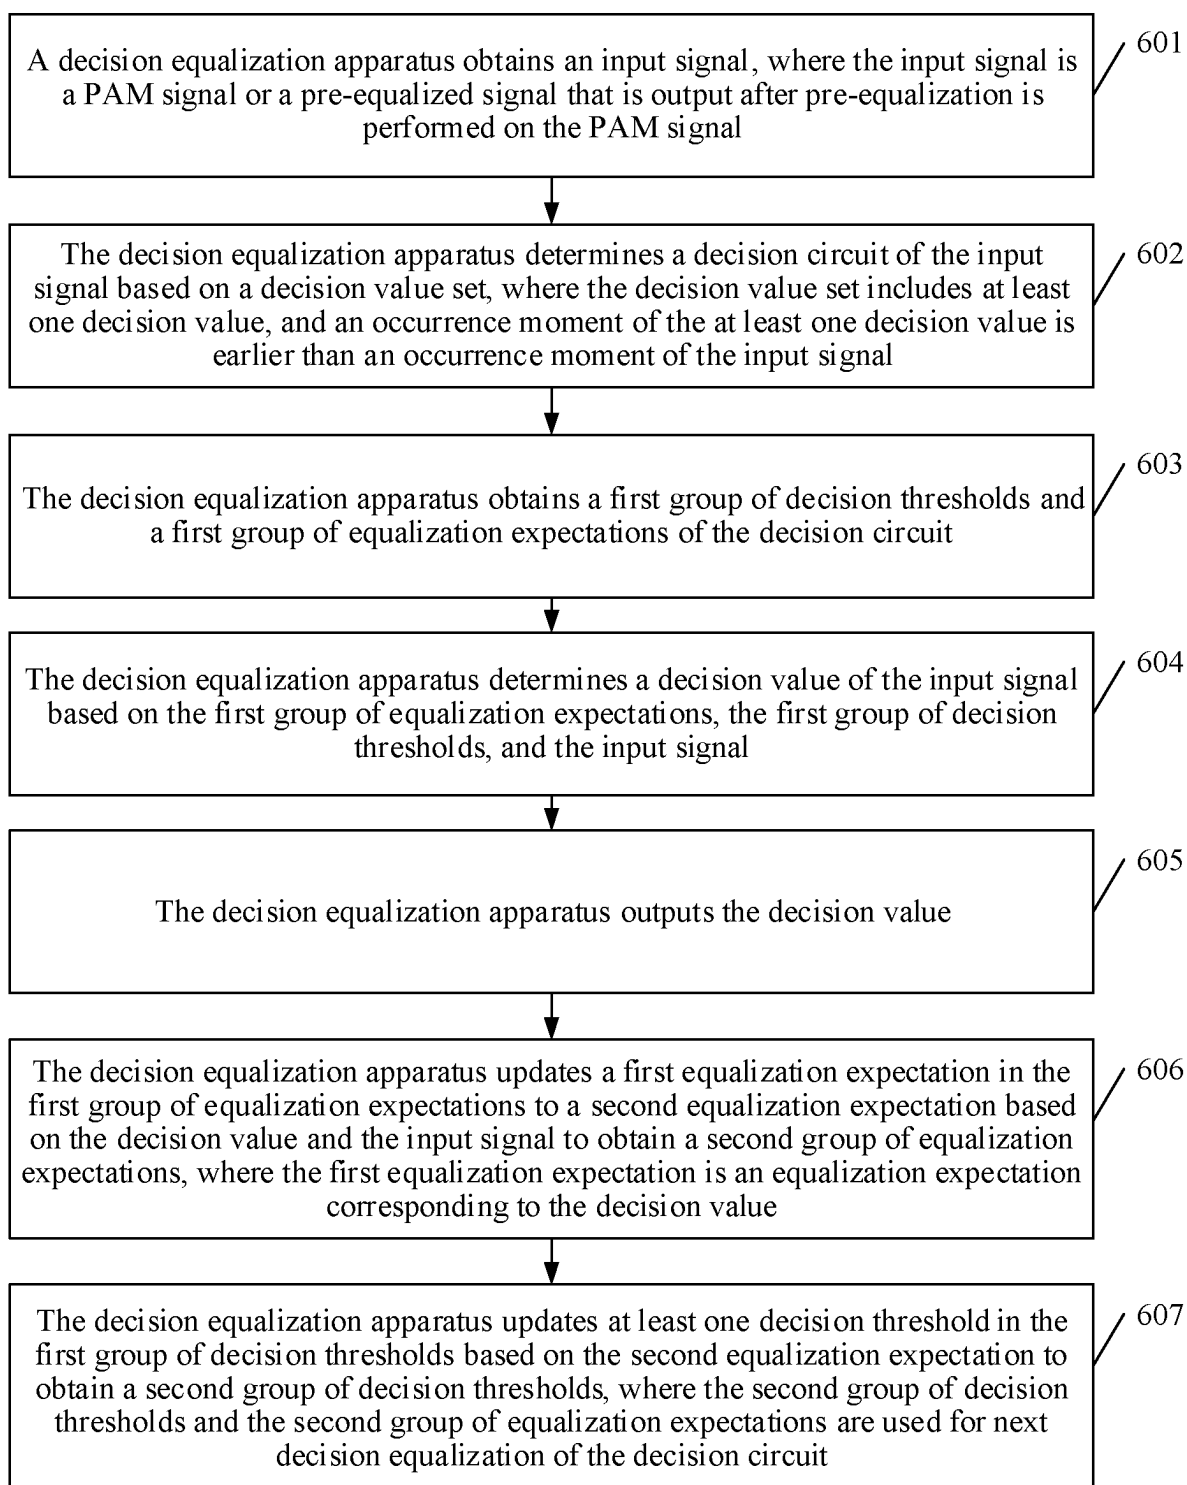 A decision equalization apparatus obtains an input signal, where the input signal is
a PAM signal or a pre-equalized signal that is output after pre-equalization is
performed on the PAM signal
601
The decision equalization apparatus determines a decision circuit of the input
signal based on a decision value set, where the decision value set includes at least
one decision value, and an occurrence moment of the at least one decision value is
earlier than an occurrence moment of the input signal
602
The decision equalization apparatus obtains a first group of decision thresholds and
a first group of equalization expectations of the decision circuit
603
The decision equalization apparatus determines a decision value of the input signal
based on the first group of equalization expectations, the first group of decision
thresholds, and the input signal
604
The decision equalization apparatus outputs the decision value
605
The decision equalization apparatus updates a first equalization expectation in the
first group of equalization expectations to a second equalization expectation based
on the decision value and the input signal to obtain a second group of equalization
expectations, where the first equalization expectation is an equalization expectation
corresponding to the decision value
606
The decision equalization apparatus updates at least one decision threshold in the
first group of decision thresholds based on the second equalization expectation to
obtain a second group of decision thresholds, where the second group of decision
thresholds and the second group of equalization expectations are used for next
decision equalization of the decision circuit
607